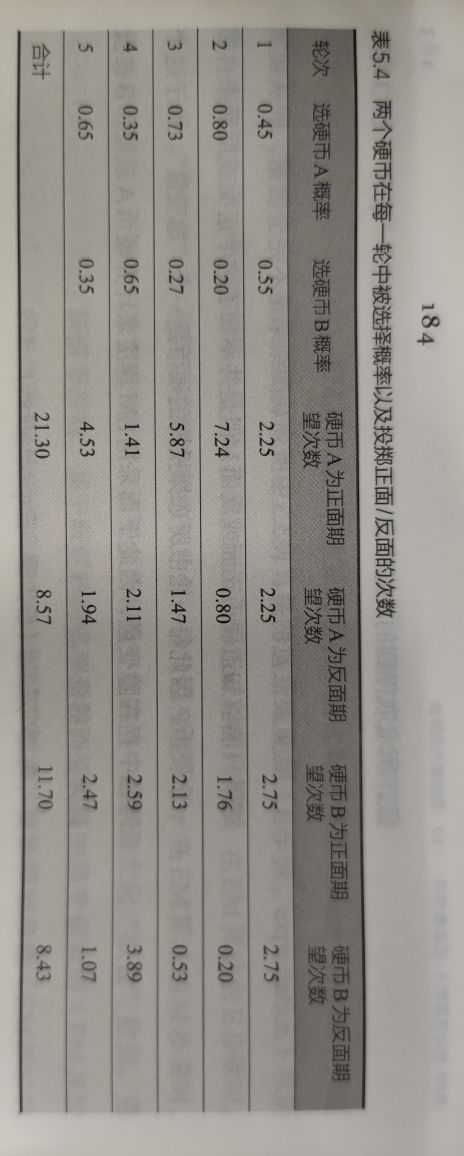 184
表5.4 两个硬币在每一轮中被选择概率以及投掷正面/反面的次数
轮次 选硬币A概率 选硬币B概率 硬币A为正面期望次数 硬币A为反面期望次数 硬币B为正面期望次数 硬币B为反面期望次数
1 0.45 0.55 2.25 2.25 2.75 2.75
2 0.80 0.20 7.24 0.80 1.76 0.20
3 0.73 0.27 5.87 1.47 2.13 0.53
4 0.35 0.65 1.41 2.11 2.59 3.89
5 0.65 0.35 4.53 1.94 2.47 1.07
合计 21.30 8.57 11.70 8.43